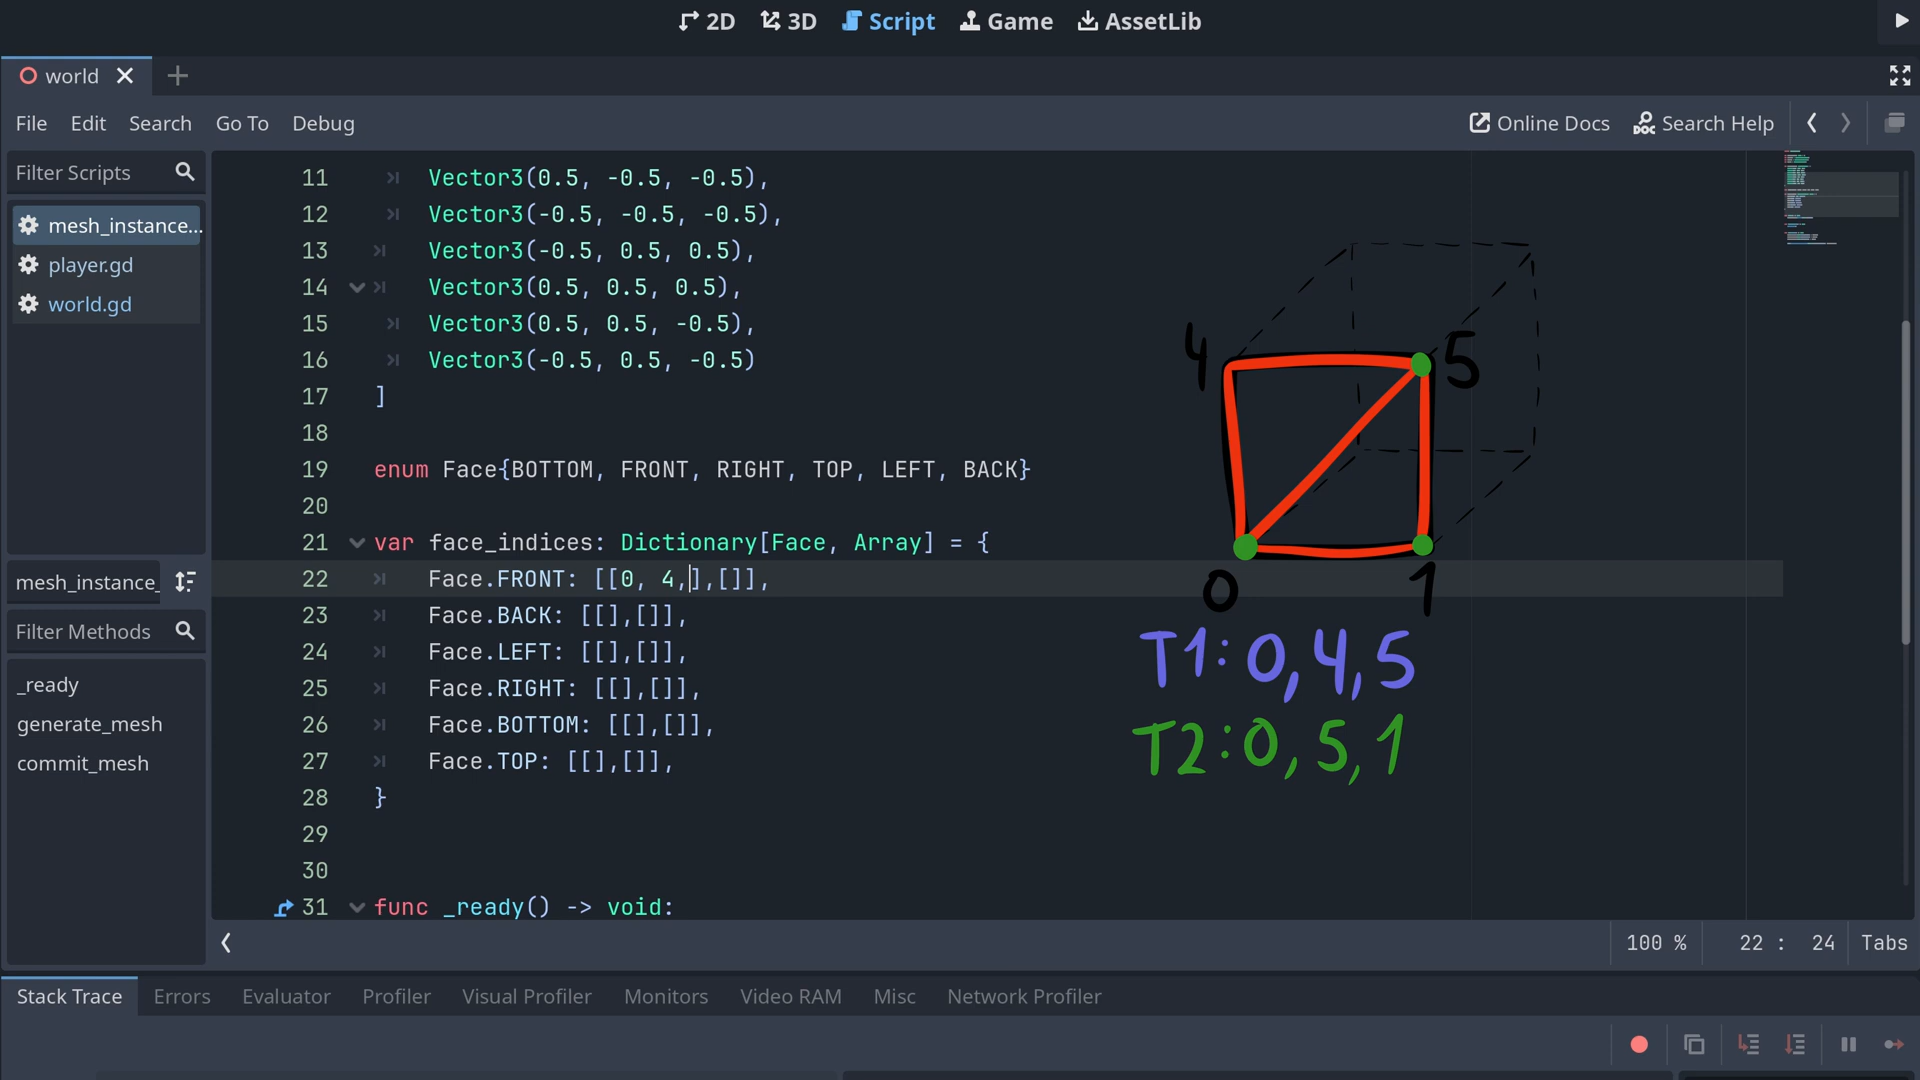 2D 3D Script Game AssetLib
world
File Edit Search Go To Debug Online Docs Search Help
Filter Scripts
mesh_instance...
player.gd
world.gd
mesh_instance_
Filter Methods
_ready
generate_mesh
commit_mesh
11 Vector3(0.5, -0.5, -0.5),
12 Vector3(-0.5, -0.5, -0.5),
13 Vector3(-0.5, 0.5, 0.5),
14 Vector3(0.5, 0.5, 0.5),
15 Vector3(0.5, 0.5, -0.5),
16 Vector3(-0.5, 0.5, -0.5)
17 ]
18
19 enum Face{BOTTOM, FRONT, RIGHT, TOP, LEFT, BACK}
20
21 var face_indices: Dictionary[Face, Array] = {
22 Face.FRONT: [[0, 4,],[]],
23 Face.BACK: [[],[]],
24 Face.LEFT: [[],[]],
25 Face.RIGHT: [[],[]],
26 Face.BOTTOM: [[],[]],
27 Face.TOP: [[],[]],
28 }
29
30
31 func _ready() -> void:
4 5
0 1
T1: 0, 4, 5
T2: 0, 5, 1
100 % 22 : 24 Tabs
Stack Trace Errors Evaluator Profiler Visual Profiler Monitors Video RAM Misc Network Profiler